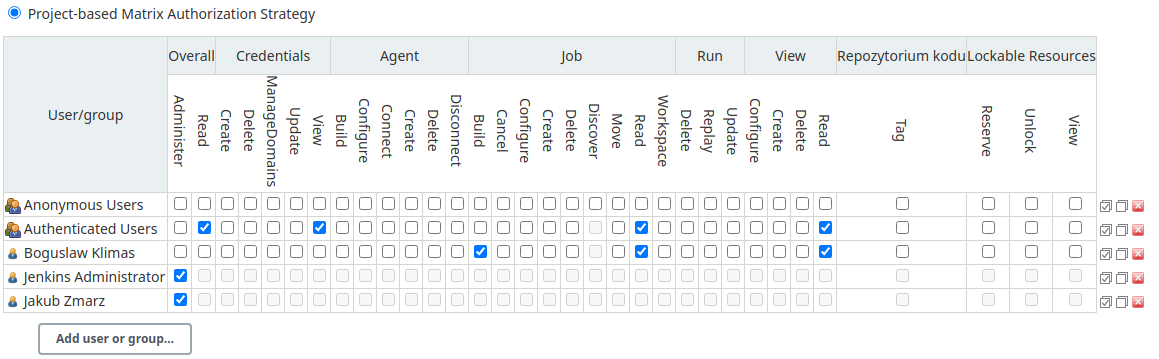 Project-based Matrix Authorization Strategy
User/group Overall Credentials Agent Job Run View Repozytorium kodu Lockable Resources
Administer Read Create Delete ManageDomains Update View Build Configure Connect Create Delete Disconnect Build Cancel Configure Create Delete Discover Move Read Workspace Delete Replay Update Configure Create Delete Read Tag Reserve Unlock View
Anonymous Users
Authenticated Users
Boguslaw Klimas
Jenkins Administrator
Jakub Zmarz
Add user or group...